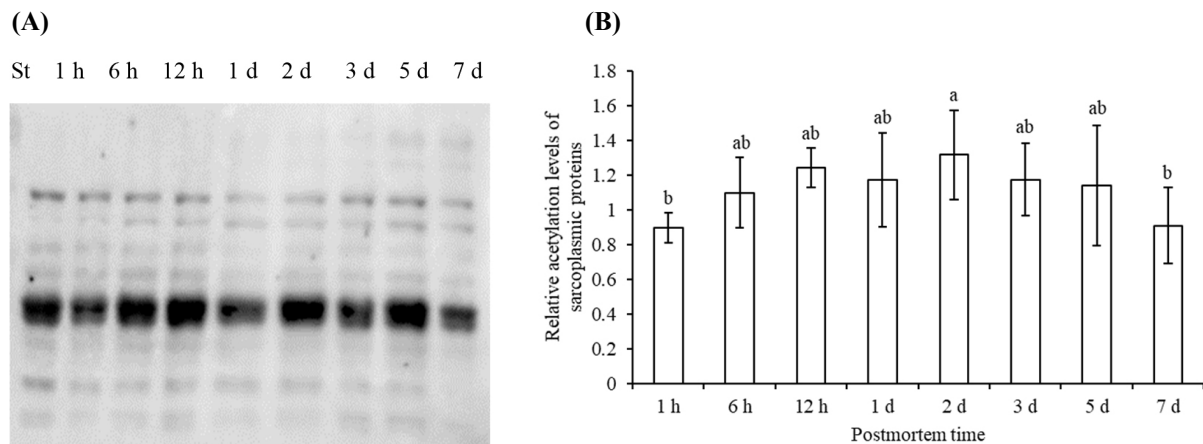 (A)
St 1 h 6 h 12 h 1 d 2 d 3 d 5 d 7 d
(B)
Relative acetylation levels of
sarcoplasmic proteins
1.8
1.6
1.4
1.2
1
0.8
0.6
0.4
0.2
0
b
ab
ab
ab
a
ab
ab
b
1 h 6 h 12 h 1 d 2 d 3 d 5 d 7 d
Postmortem time